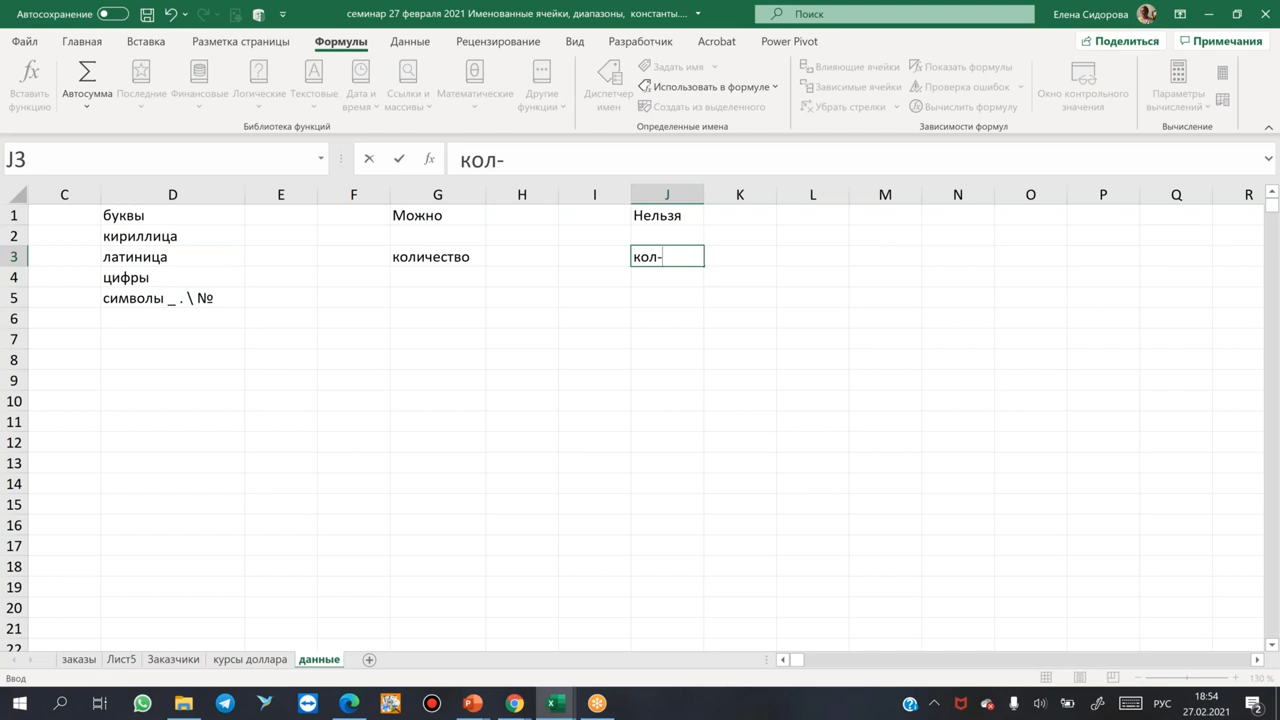 Автосохранение
семинар 27 февраля 2021 Именованные ячейки, диапазоны, константы....
Поиск
Елена Сидорова
Файл Главная Вставка Разметка страницы Формулы Данные Рецензирование Вид Разработчик Acrobat Power Pivot
Поделиться Примечания
Вставить функцию
Автосумма
Последние
Финансовые
Логические
Текстовые
Дата и время
Ссылки и массивы
Математические
Другие функции
Библиотека функций
Диспетчер имен
Задать имя
Использовать в формуле
Создать из выделенного
Определенные имена
Влияющие ячейки
Зависимые ячейки
Убрать стрелки
Показать формулы
Проверка ошибок
Вычислить формулу
Зависимости формул
Окно контрольного значения
Параметры вычислений
Вычисление
J3 fx кол-
C D E F G H I J K L M N O P Q R
1 буквы Можно Нельзя
2 кириллица
3 латиница количество кол-
4 цифры
5 символы _ . \ №
6
7
8
9
10
11
12
13
14
15
16
17
18
19
20
21
22
заказы Лист5 Заказчики курсы доллара данные
Ввод
130 %
РУС
18:54
27.02.2021